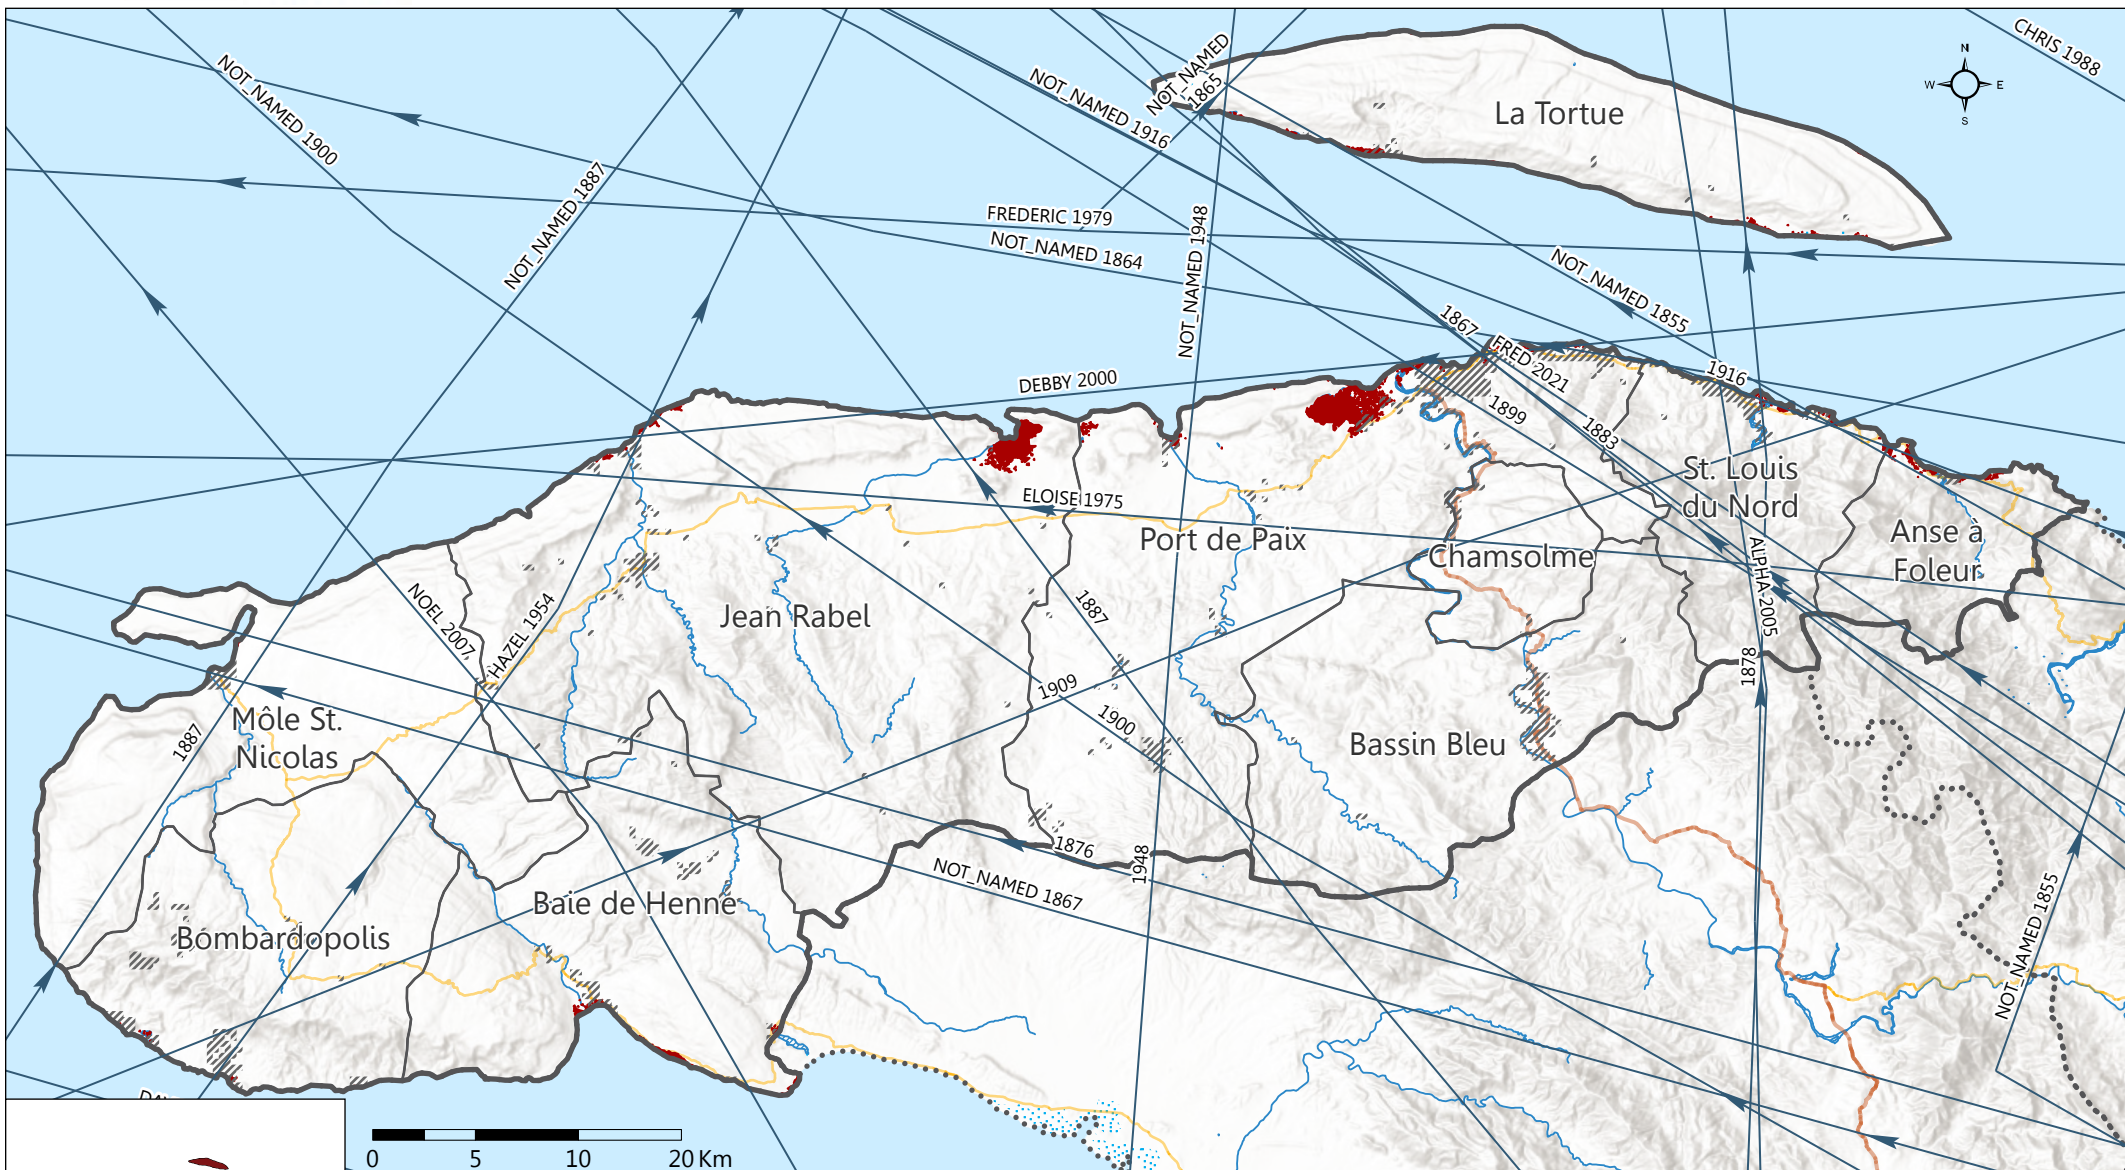 CHRIS 1988
N
W
E
S
NOT_NAMED
1865
NOT_NAMED 1900
NOT_NAMED 1916
La Tortue
NOT_NAMED 1887
FREDERIC 1979
NOT_NAMED 1948
NOT_NAMED 1864
NOT_NAMED 1855
1867
FRED 2021
DEBBY 2000
1916
1899
1883
St. Louis
du Nord
ELOISE 1975
Port de Paix
Chamsolme
Anse à
Foleur
ALPHA 2005
NOEL 2007
HAZEL 1954
Jean Rabel
1887
1878
1909
1900
Môle St.
Nicolas
1887
Bassin Bleu
1876
1948
NOT_NAMED 1867
Baie de Henne
Bombardopolis
NOT_NAMED 1855
0
5
10
20 Km